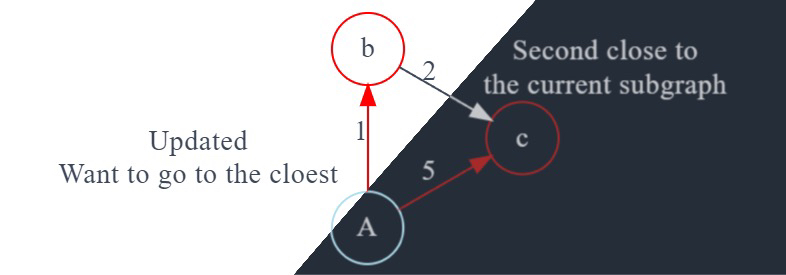 b
2
Second close to
the current subgraph
1
c
Updated
Want to go to the cloest
5
A